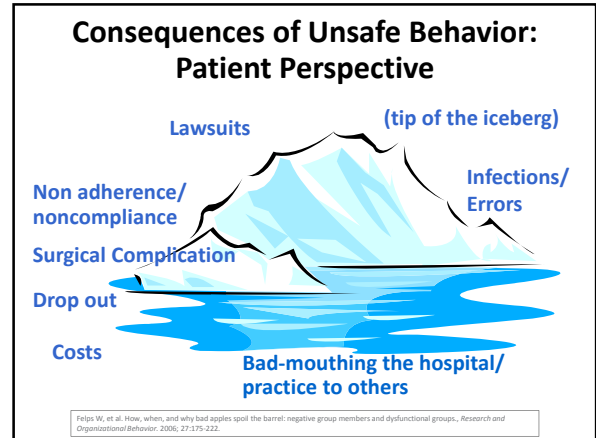 Consequences of Unsafe Behavior:
Patient Perspective
Lawsuits
(tip of the iceberg)
Non adherence/
noncompliance
Infections/
Errors
Surgical Complication
Drop out
Costs
Bad-mouthing the hospital/
practice to others
Felps W, et al. How, when, and why bad apples spoil the barrel: negative group members and dysfunctional groups., Research and
Organizational Behavior. 2006; 27:175-222.